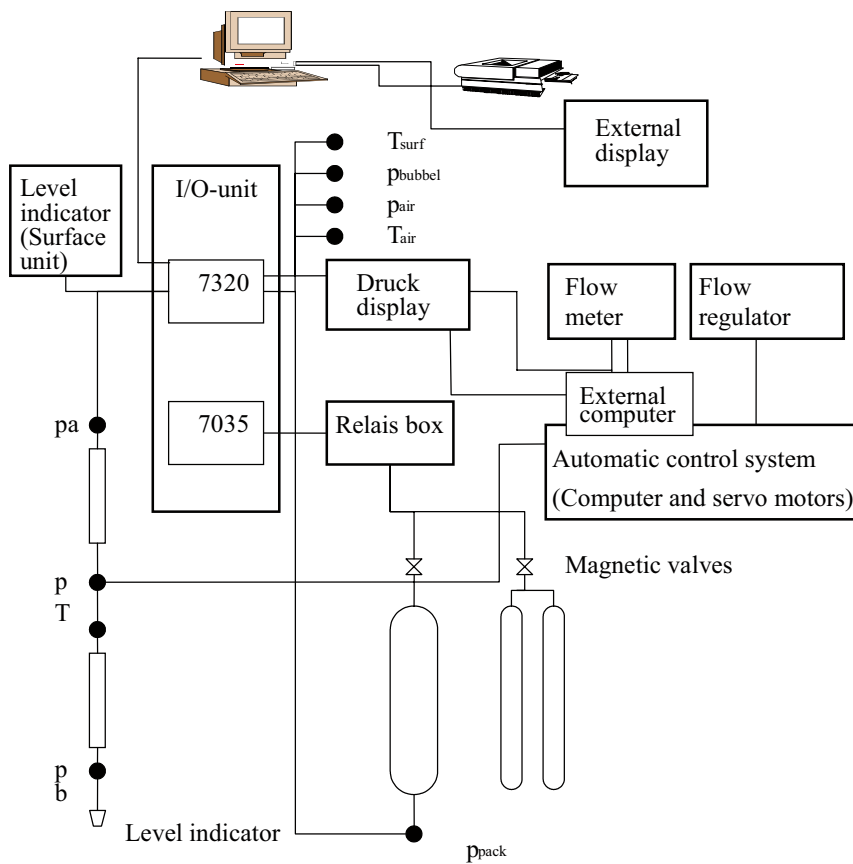 External
display
Tsurf
pbubbel
pair
Tair
Level
indicator
(Surface
unit)
I/O-unit
7320
Druck
display
Flow
meter
Flow
regulator
External
computer
pa
7035
Relais box
Automatic control system
(Computer and servo motors)
p
T
Magnetic valves
p
b
Level indicator
ppack